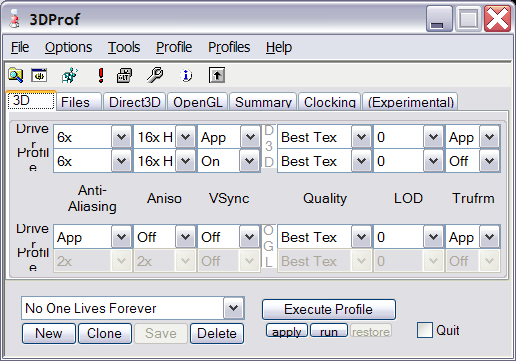 3DProf
File Options Tools Profile Profiles Help
3D Files Direct3D OpenGL Summary Clocking (Experimental)
Driver 6x 16x H App D3D Best Tex 0 App
Profile 6x 16x H On Best Tex 0 Off
Anti-Aliasing Aniso VSync Quality LOD Trufrm
Driver App Off Off OGL Best Tex 0 App
Profile 2x 2x Off Best Tex 0 Off
No One Lives Forever Execute Profile
New Clone Save Delete apply run restore Quit